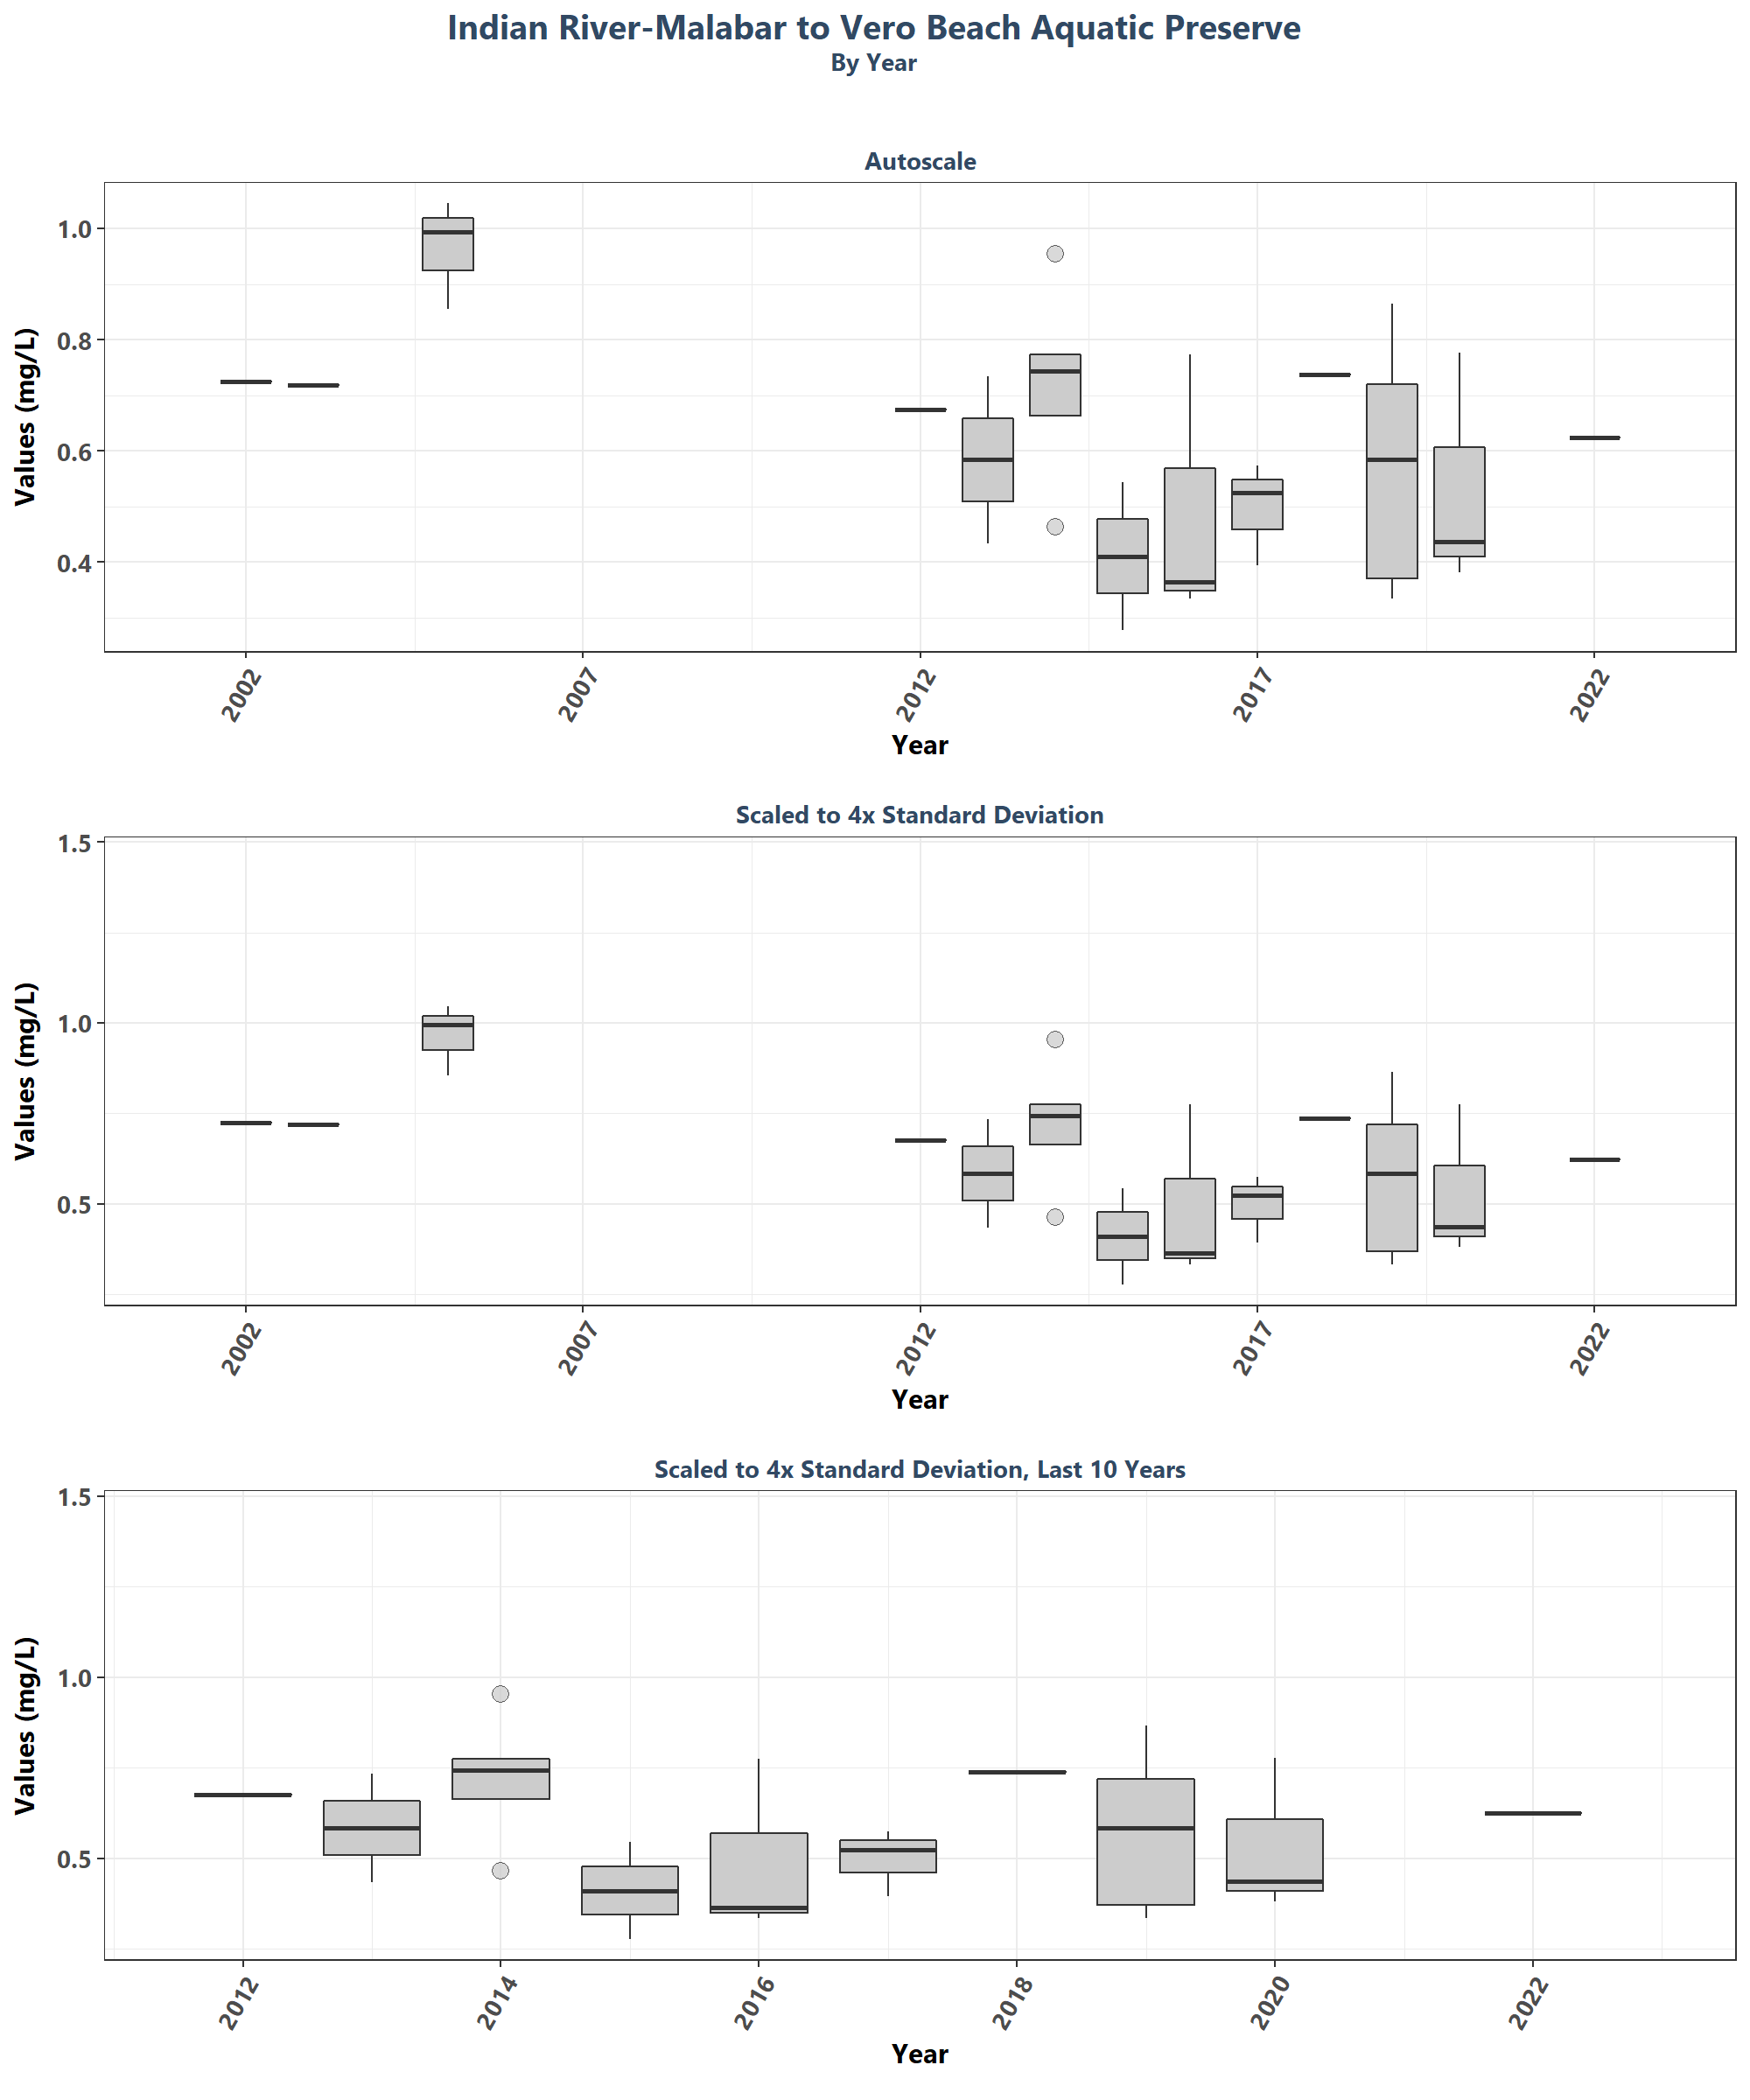 Indian River-Malabar to Vero Beach Aquatic Preserve
By Year
Autoscale
Values (mg/L)
1.0
0.8
0.6
0.4
2002
2007
2012
2017
2022
Year
Scaled to 4x Standard Deviation
Values (mg/L)
1.5
1.0
0.5
2002
2007
2012
2017
2022
Year
Scaled to 4x Standard Deviation, Last 10 Years
Values (mg/L)
1.5
1.0
0.5
2012
2014
2016
2018
2020
2022
Year